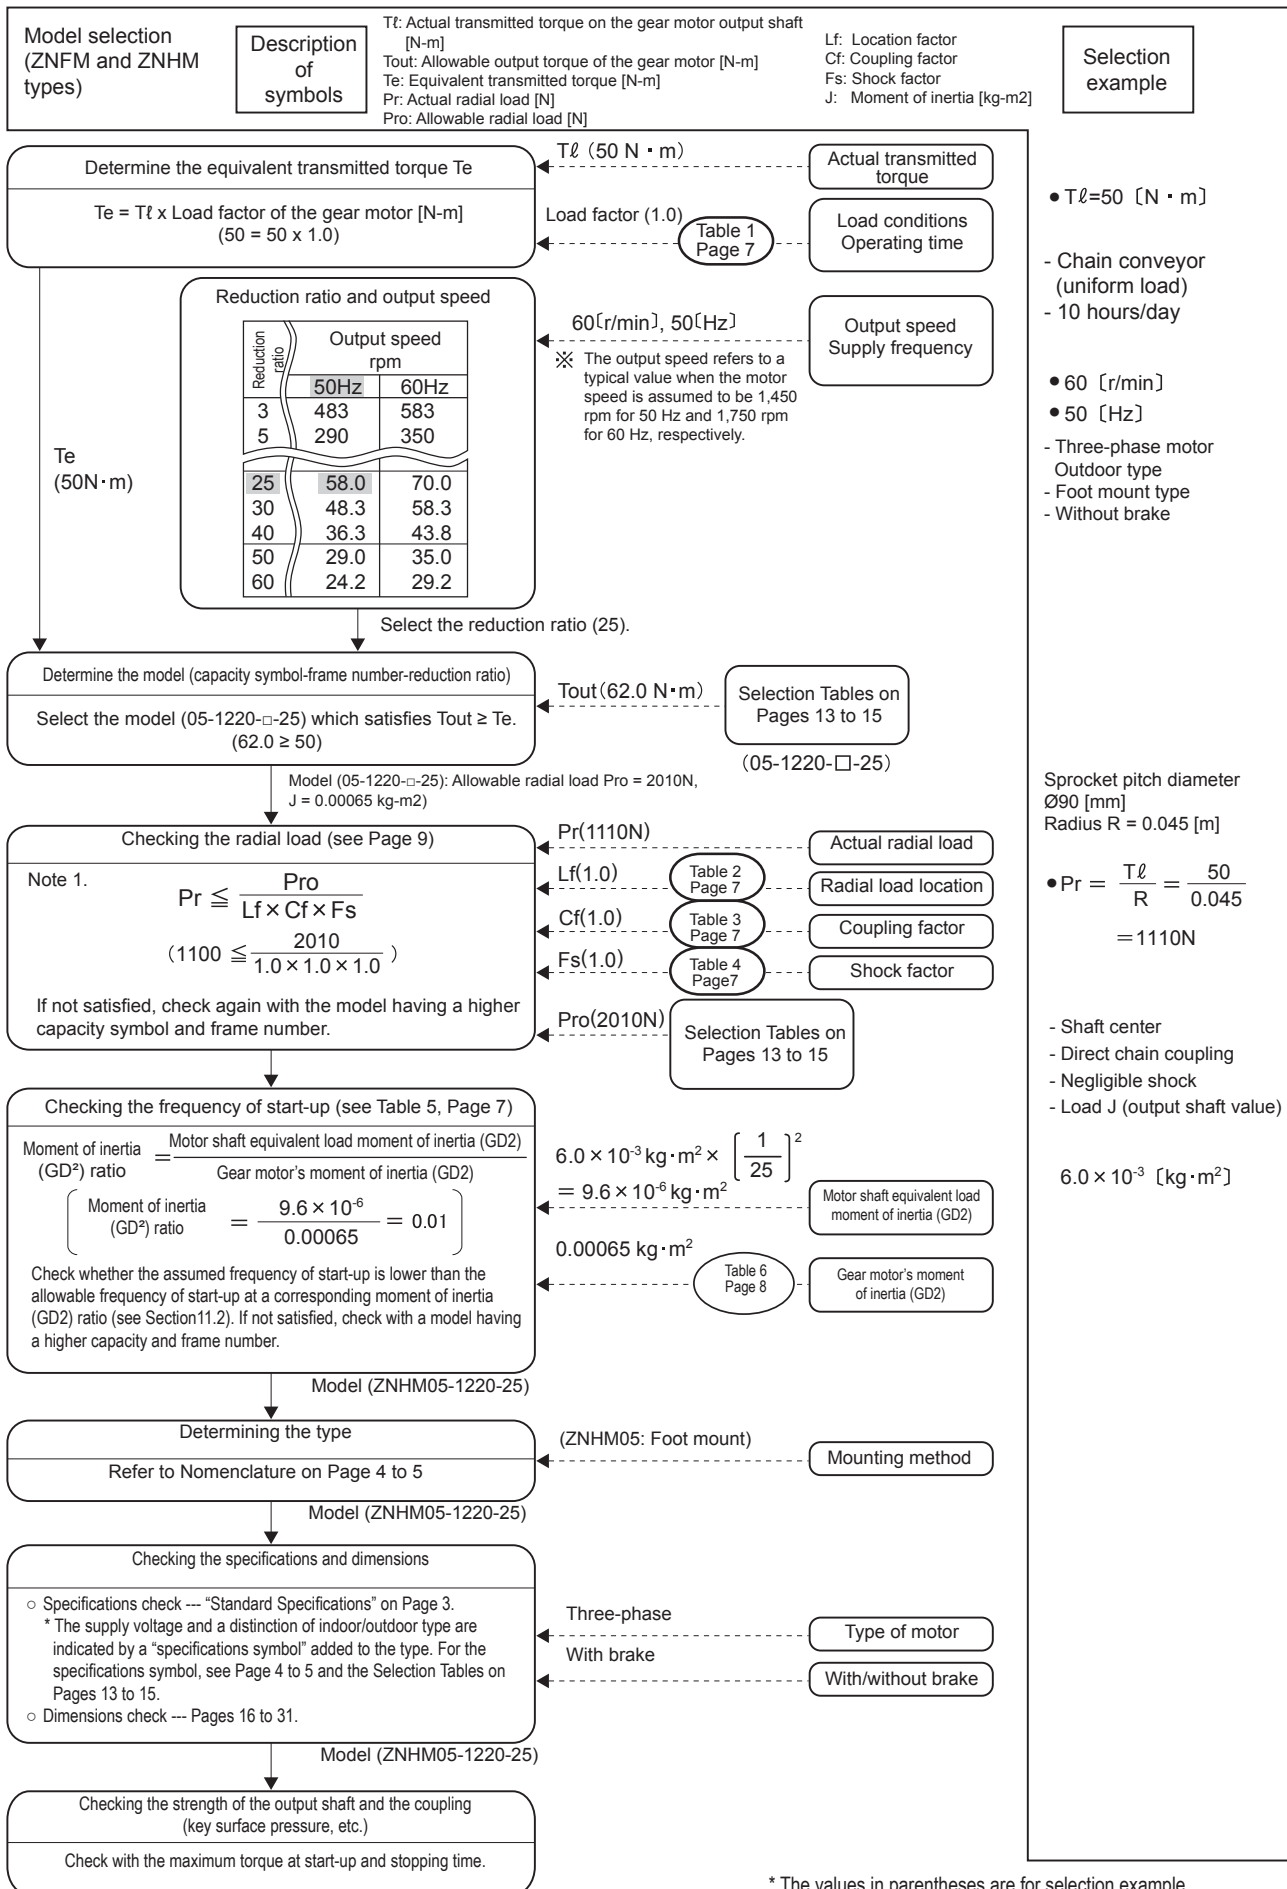 Model selection
(ZNFM and ZNHM
types)
Description
of
symbols
Tℓ: Actual transmitted torque on the gear motor output shaft
[N-m]
Tout: Allowable output torque of the gear motor [N-m]
Te: Equivalent transmitted torque [N-m]
Pr: Actual radial load [N]
Pro: Allowable radial load [N]
Lf: Location factor
Cf: Coupling factor
Fs: Shock factor
J: Moment of inertia [kg-m2]
Selection
example
Determine the equivalent transmitted torque Te
Te = Tℓ x Load factor of the gear motor [N-m]
(50 = 50 x 1.0)
Tℓ (50 N・m)
Actual transmitted
torque
Load factor (1.0)
Table 1
Page 7
Load conditions
Operating time
● Tℓ=50〔N・m〕
- Chain conveyor
(uniform load)
- 10 hours/day
Reduction ratio and output speed
Reduction
ratio
Output speed
rpm
50Hz 60Hz
3 483 583
5 290 350
25 58.0 70.0
30 48.3 58.3
40 36.3 43.8
50 29.0 35.0
60 24.2 29.2
60〔r/min〕, 50〔Hz〕
Output speed
Supply frequency
※ The output speed refers to a
typical value when the motor
speed is assumed to be 1,450
rpm for 50 Hz and 1,750 rpm
for 60 Hz, respectively.
● 60〔r/min〕
● 50〔Hz〕
- Three-phase motor
Outdoor type
- Foot mount type
- Without brake
Te
(50N・m)
Select the reduction ratio (25).
Determine the model (capacity symbol-frame number-reduction ratio)
Select the model (05-1220-□-25) which satisfies Tout ≥ Te.
(62.0 ≥ 50)
Tout(62.0 N・m)
Selection Tables on
Pages 13 to 15
(05-1220-□-25)
Model (05-1220-□-25): Allowable radial load Pro = 2010N,
J = 0.00065 kg-m2)
Checking the radial load (see Page 9)
Note 1.
Pr ≦ Pro / Lf × Cf × Fs
(1100 ≦ 2010 / 1.0 × 1.0 × 1.0)
If not satisfied, check again with the model having a higher
capacity symbol and frame number.
Pr(1110N)
Actual radial load
Lf(1.0)
Table 2
Page 7
Radial load location
Cf(1.0)
Table 3
Page 7
Coupling factor
Fs(1.0)
Table 4
Page7
Shock factor
Pro(2010N)
Selection Tables on
Pages 13 to 15
Sprocket pitch diameter
Ø90 [mm]
Radius R = 0.045 [m]
● Pr = Tℓ / R = 50 / 0.045
= 1110N
- Shaft center
- Direct chain coupling
- Negligible shock
- Load J (output shaft value)
6.0 × 10⁻³〔kg・m²〕
Checking the frequency of start-up (see Table 5, Page 7)
Moment of inertia
(GD²) ratio = Motor shaft equivalent load moment of inertia (GD2) / Gear motor's moment of inertia (GD2)
Moment of inertia
(GD²) ratio = 9.6 × 10⁻⁶ / 0.00065 = 0.01
Check whether the assumed frequency of start-up is lower than the
allowable frequency of start-up at a corresponding moment of inertia
(GD2) ratio (see Section11.2). If not satisfied, check with a model having
a higher capacity and frame number.
6.0 × 10⁻³ kg・m² × [1 / 25]²
= 9.6 × 10⁻⁶ kg・m²
Motor shaft equivalent load
moment of inertia (GD2)
0.00065 kg・m²
Table 6
Page 8
Gear motor's moment
of inertia (GD2)
Model (ZNHM05-1220-25)
Determining the type
Refer to Nomenclature on Page 4 to 5
(ZNHM05: Foot mount)
Mounting method
Model (ZNHM05-1220-25)
Checking the specifications and dimensions
○ Specifications check --- “Standard Specifications” on Page 3.
* The supply voltage and a distinction of indoor/outdoor type are
indicated by a “specifications symbol” added to the type. For the
specifications symbol, see Page 4 to 5 and the Selection Tables on
Pages 13 to 15.
○ Dimensions check --- Pages 16 to 31.
Three-phase
Type of motor
With brake
With/without brake
Model (ZNHM05-1220-25)
Checking the strength of the output shaft and the coupling
(key surface pressure, etc.)
Check with the maximum torque at start-up and stopping time.
* The values in parentheses are for selection example